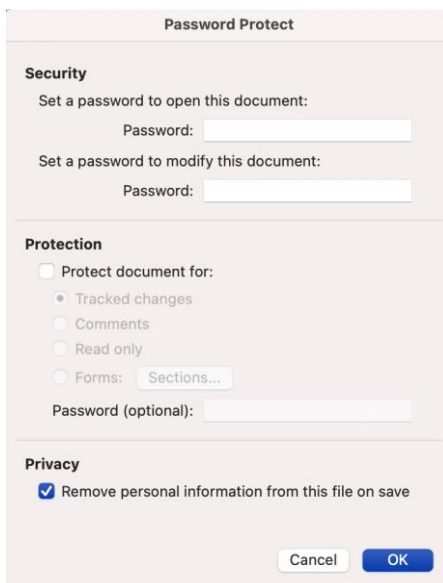 Password Protect
Security
Set a password to open this document:
Password:
Set a password to modify this document:
Password:
Protection
Protect document for:
Tracked changes
Comments
Read only
Forms: Sections...
Password (optional):
Privacy
Remove personal information from this file on save
Cancel OK